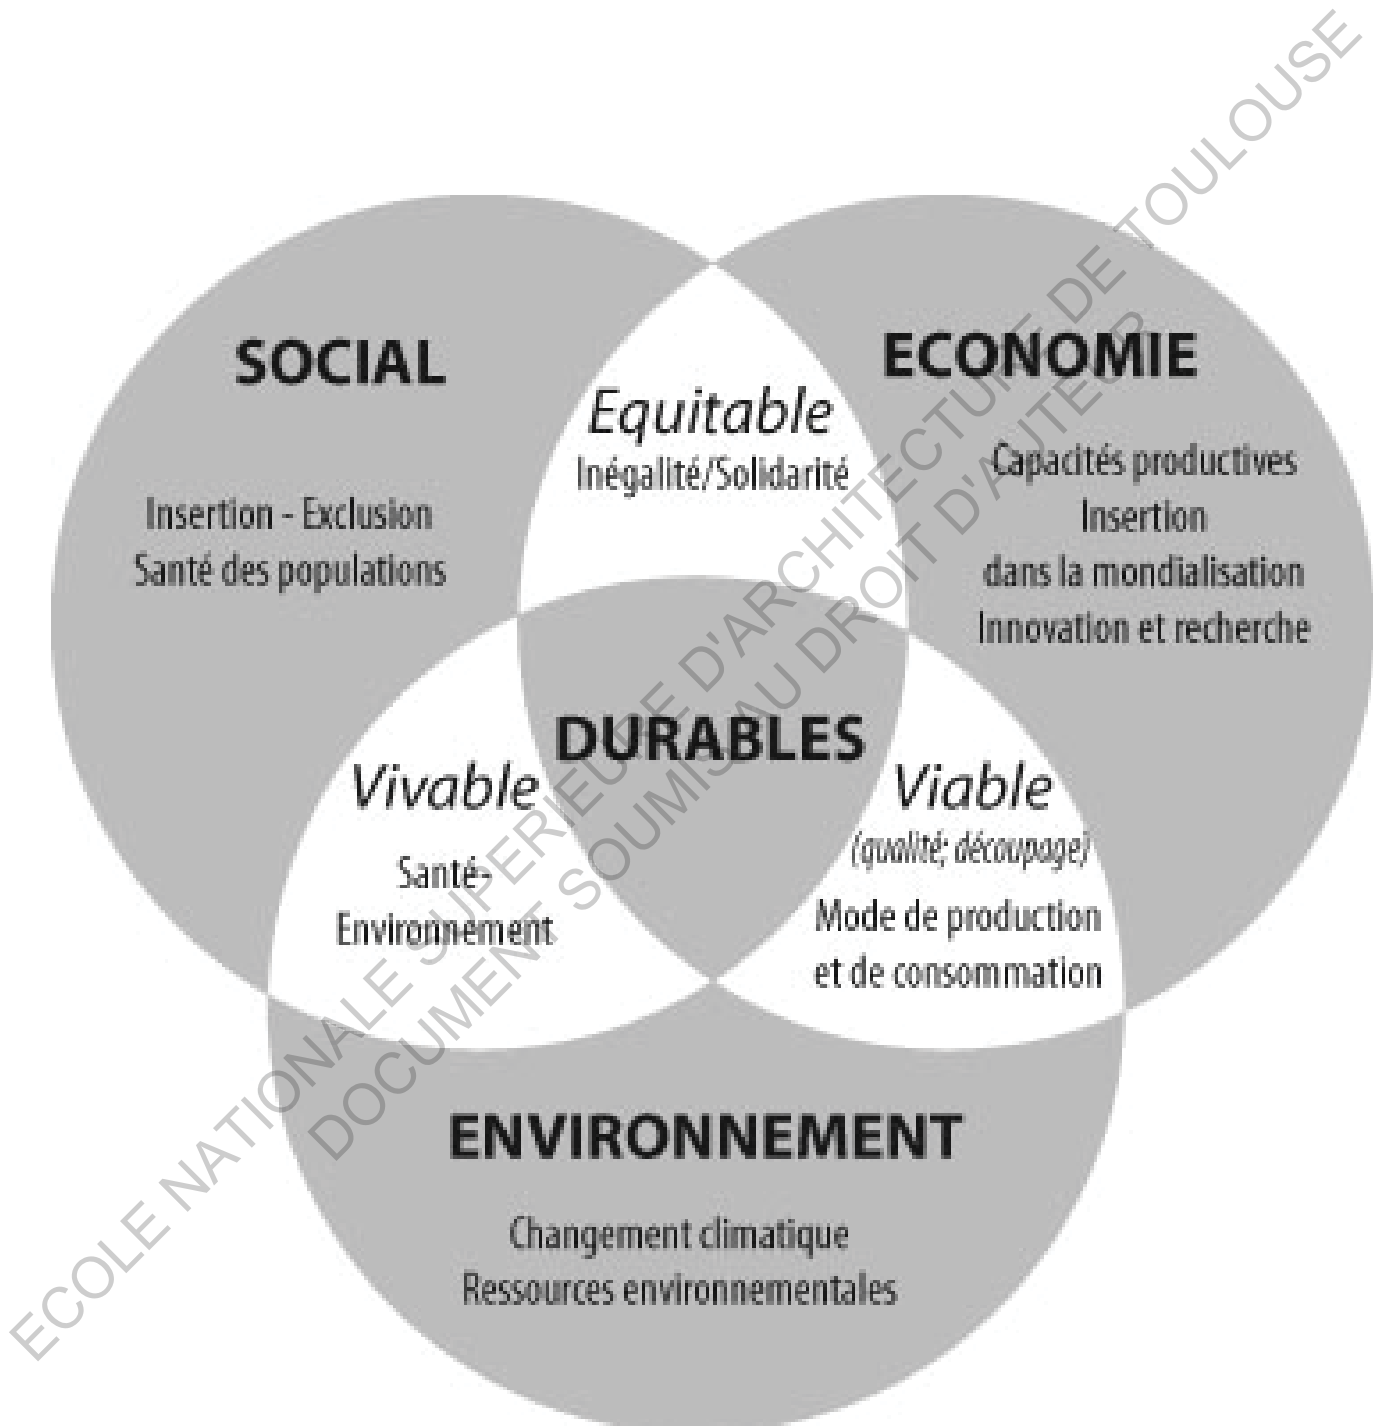 SOCIAL
Insertion - Exclusion
Santé des populations
Equitable
Inégalité/Solidarité
ECONOMIE
Capacités productives
Insertion
dans la mondialisation
Innovation et recherche
DURABLES
Vivable
Santé-
Environnement
Viable
(qualité; découpage)
Mode de production
et de consommation
ENVIRONNEMENT
Changement climatique
Ressources environnementales
ECOLE NATIONALE SUPERIEURE D'ARCHITECTURE DE TOULOUSE
DOCUMENT SOUMIS AU DROIT D'AUTEUR